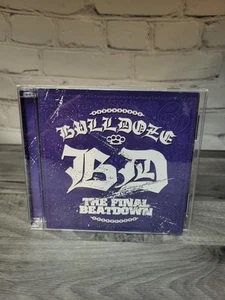 BULLDOZE
BD
THE FINAL
BEATDOWN